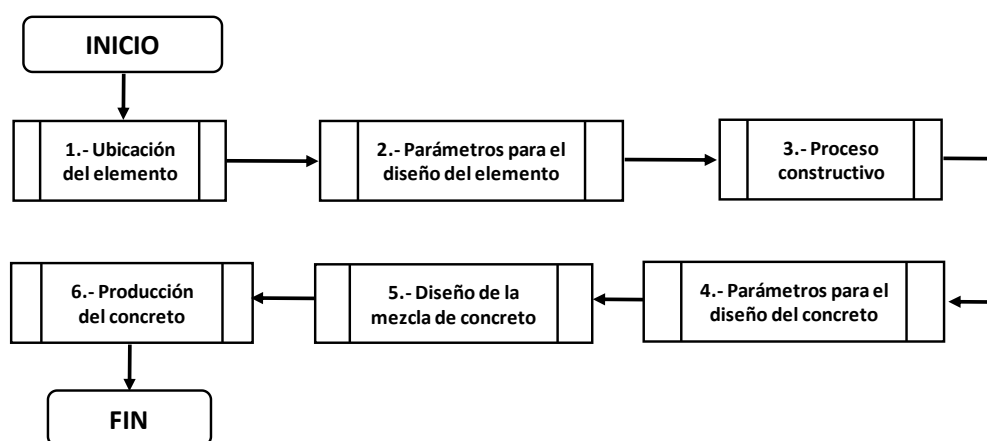 INICIO
1.- Ubicación
del elemento
2.- Parámetros para el
diseño del elemento
3.- Proceso
constructivo
4.- Parámetros para el
diseño del concreto
5.- Diseño de la
mezcla de concreto
6.- Producción
del concreto
FIN